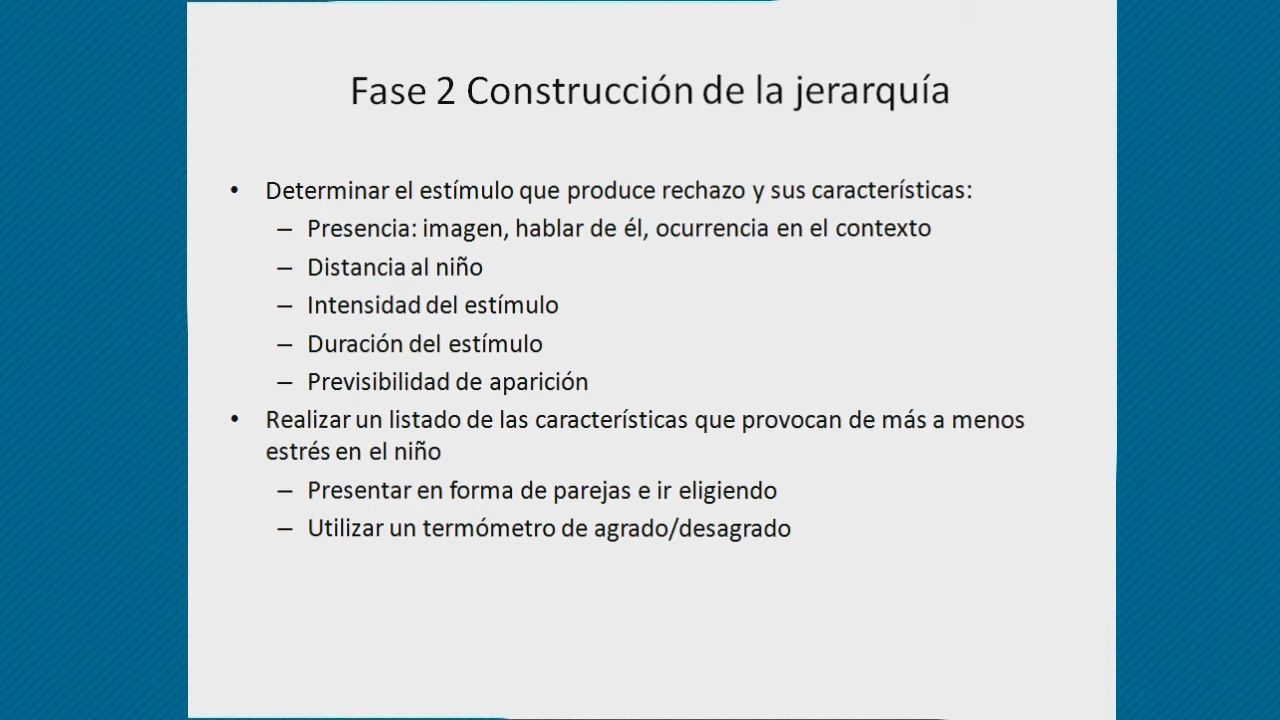 Fase 2 Construcción de la jerarquía
• Determinar el estímulo que produce rechazo y sus características:
– Presencia: imagen, hablar de él, ocurrencia en el contexto
– Distancia al niño
– Intensidad del estímulo
– Duración del estímulo
– Previsibilidad de aparición
• Realizar un listado de las características que provocan de más a menos
estrés en el niño
– Presentar en forma de parejas e ir eligiendo
– Utilizar un termómetro de agrado/desagrado